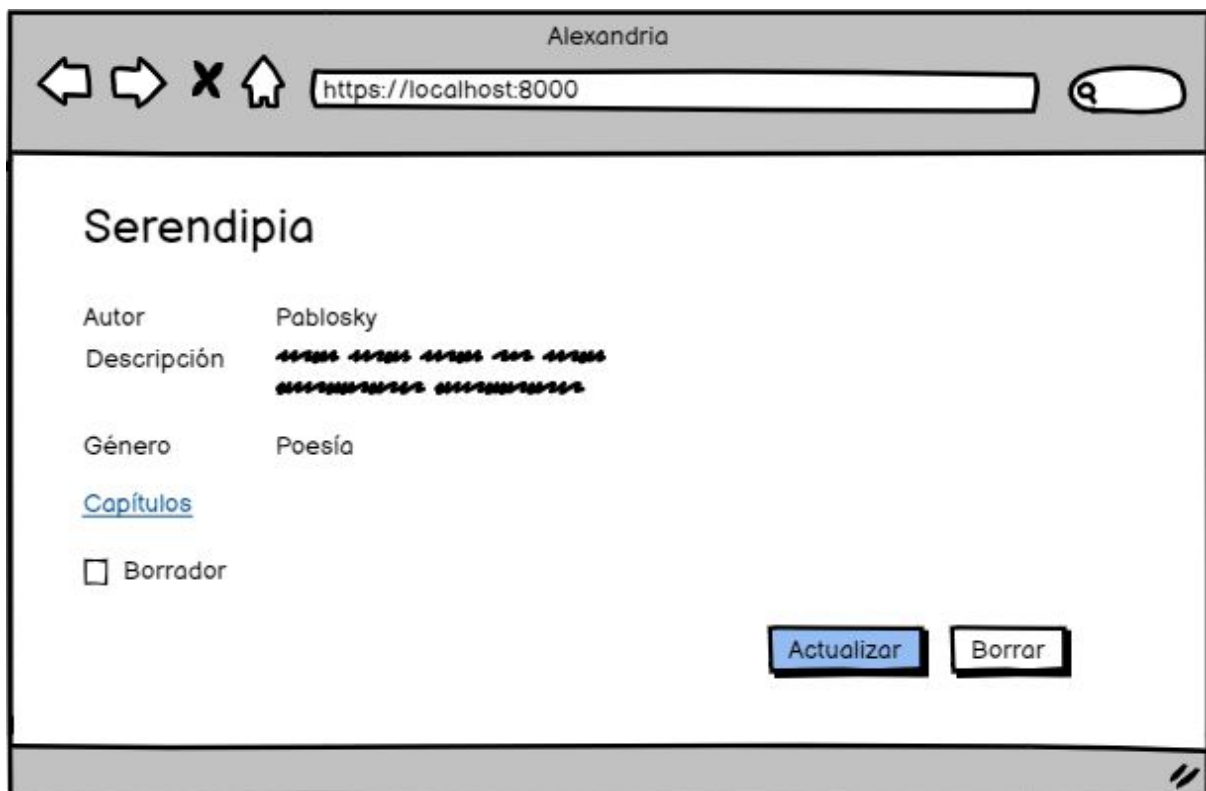 Alexandria
https://localhost:8000
Serendipia
Autor Pablosky
Descripción
Género Poesía
Capítulos
Borrador
Actualizar Borrar